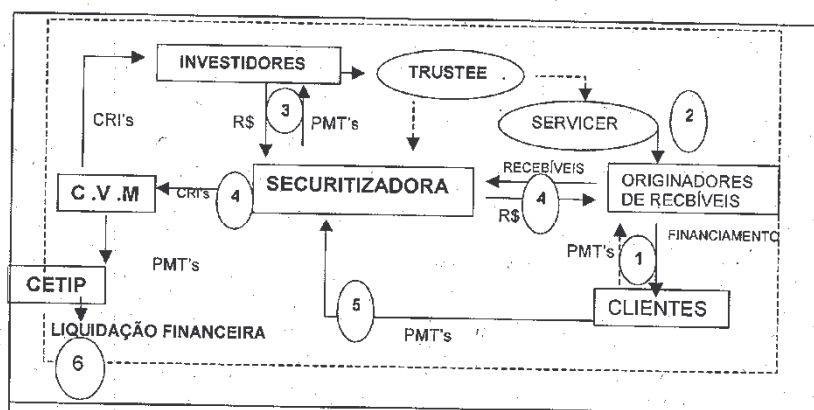 INVESTIDORES
TRUSTEE
SERVICER
2
CRI's
R$
3
PMT's
C .V .M
CRI's
4
SECURITIZADORA
RECEBÍVEIS
R$
4
ORIGINADORES
DE RECBÍVEIS
PMT's
CETIP
PMT's
1
FINANCIAMENTO
CLIENTES
5
PMT's
LIQUIDAÇÃO FINANCEIRA
6